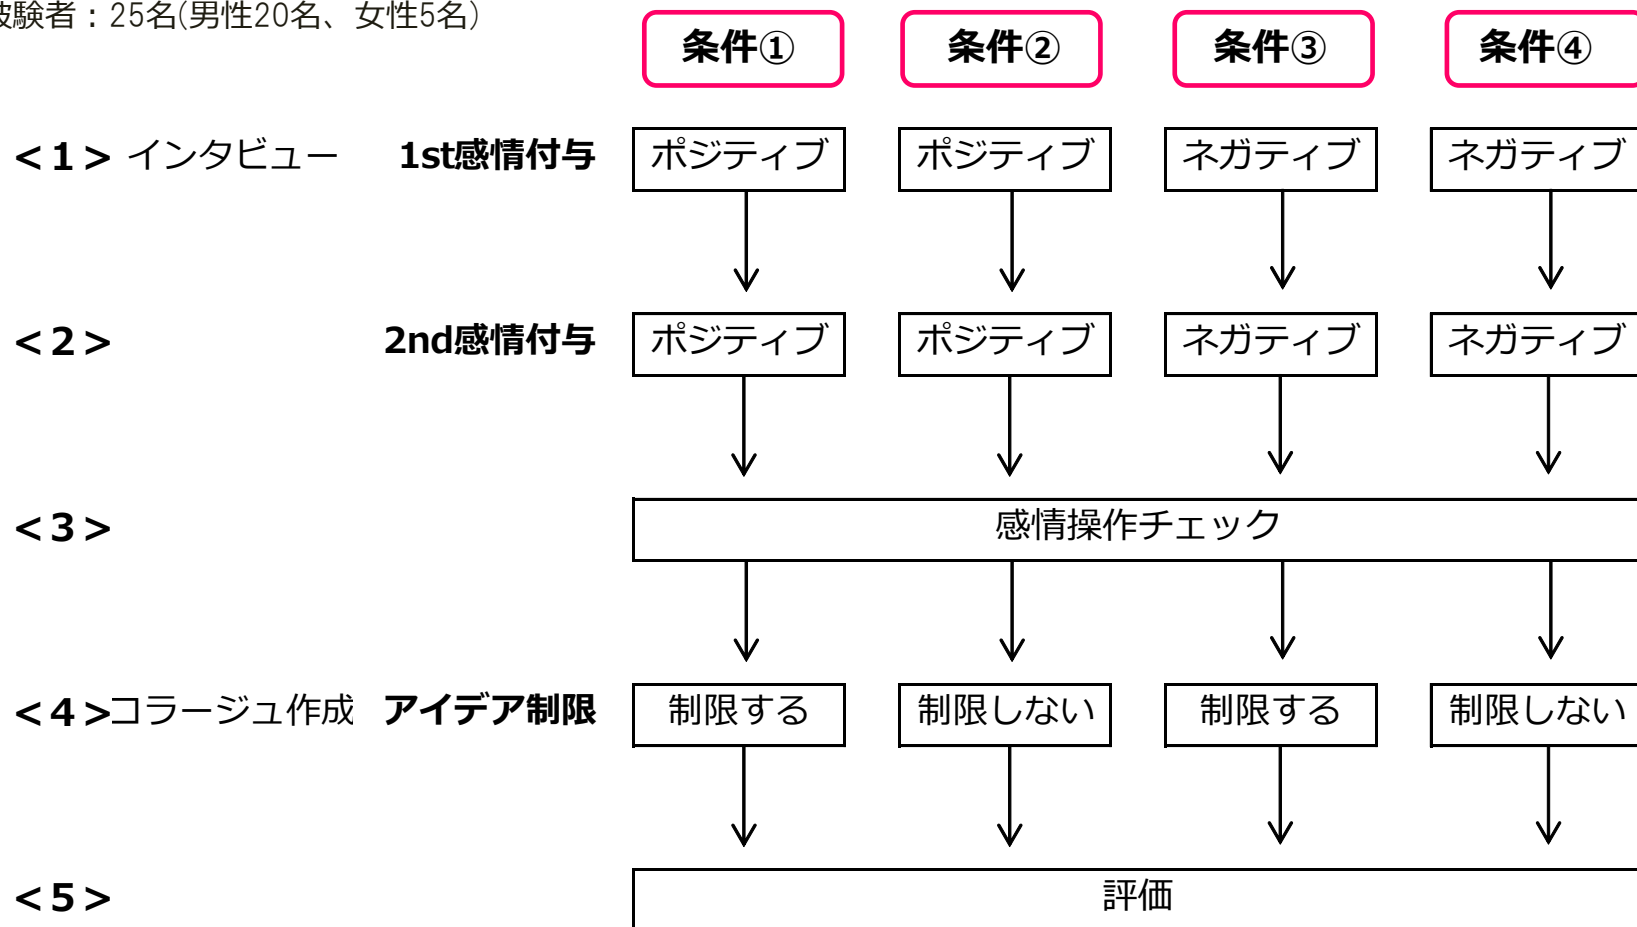 験者：25名(男性20名、女性5名)
条件① 条件② 条件③ 条件④
＜1＞ インタビュー 1st感情付与 ポジティブ ポジティブ ネガティブ ネガティブ
＜2＞ 2nd感情付与 ポジティブ ポジティブ ネガティブ ネガティブ
＜3＞ 感情操作チェック
＜4＞コラージュ作成 アイデア制限 制限する 制限しない 制限する 制限しない
＜5＞ 評価